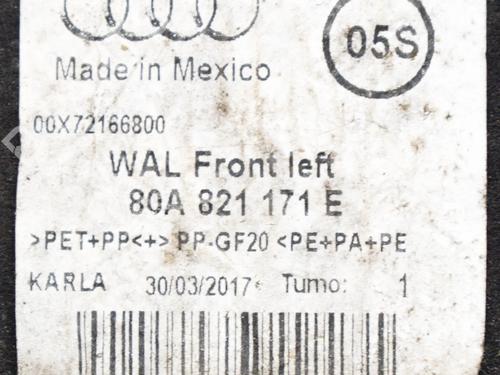 05S
Made in Mexico
00X72166800
WAL Front left
80A 821 171 E
>PET+PP<+> PP-GF20 <PE+PA+PE
KARLA 30/03/2017 Turno: 1